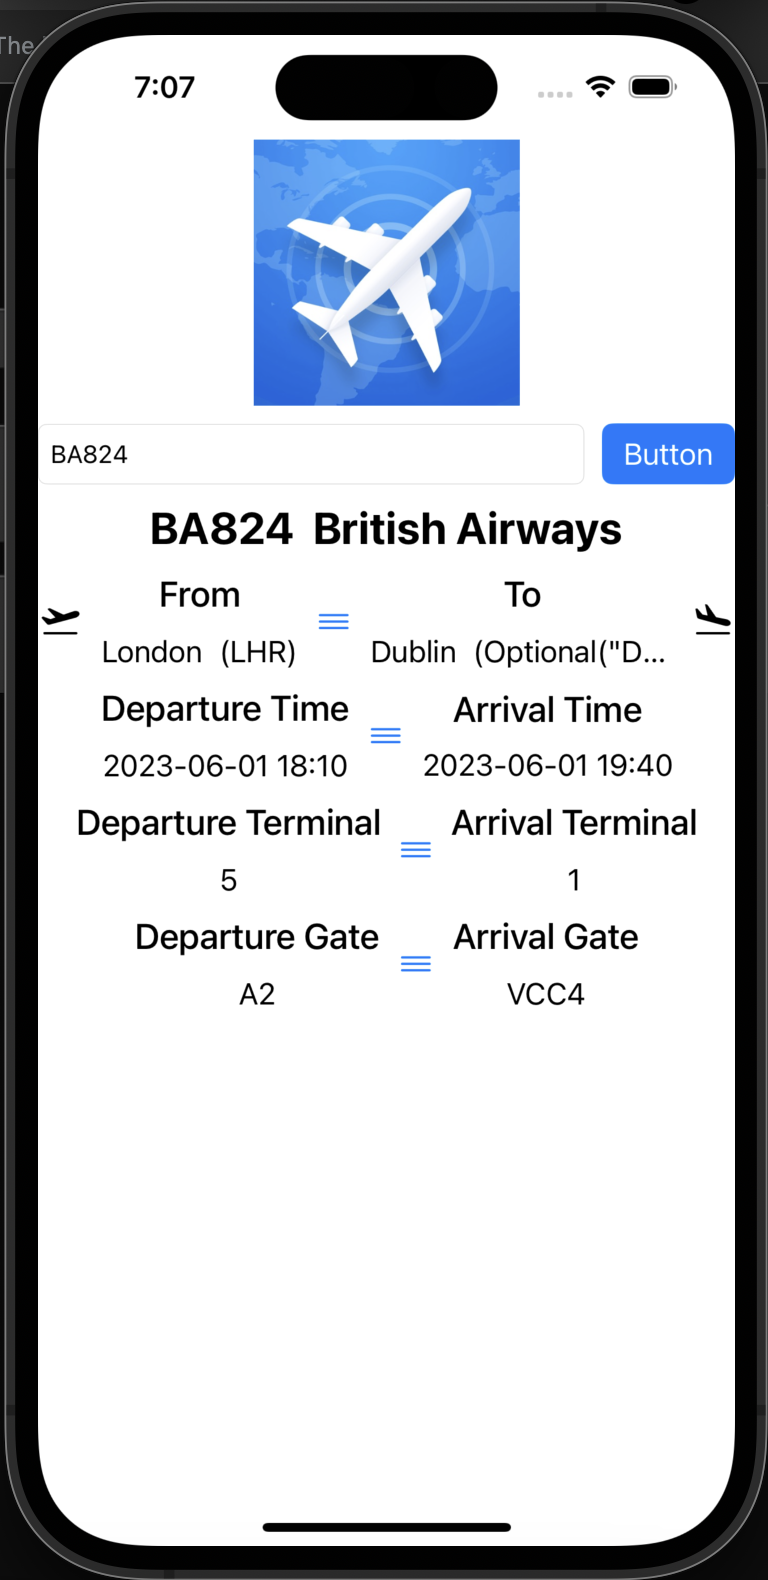 The
7:07
BA824
Button
BA824 British Airways
From To
London (LHR) Dublin (Optional("D...
Departure Time Arrival Time
2023-06-01 18:10 2023-06-01 19:40
Departure Terminal Arrival Terminal
5 1
Departure Gate Arrival Gate
A2 VCC4